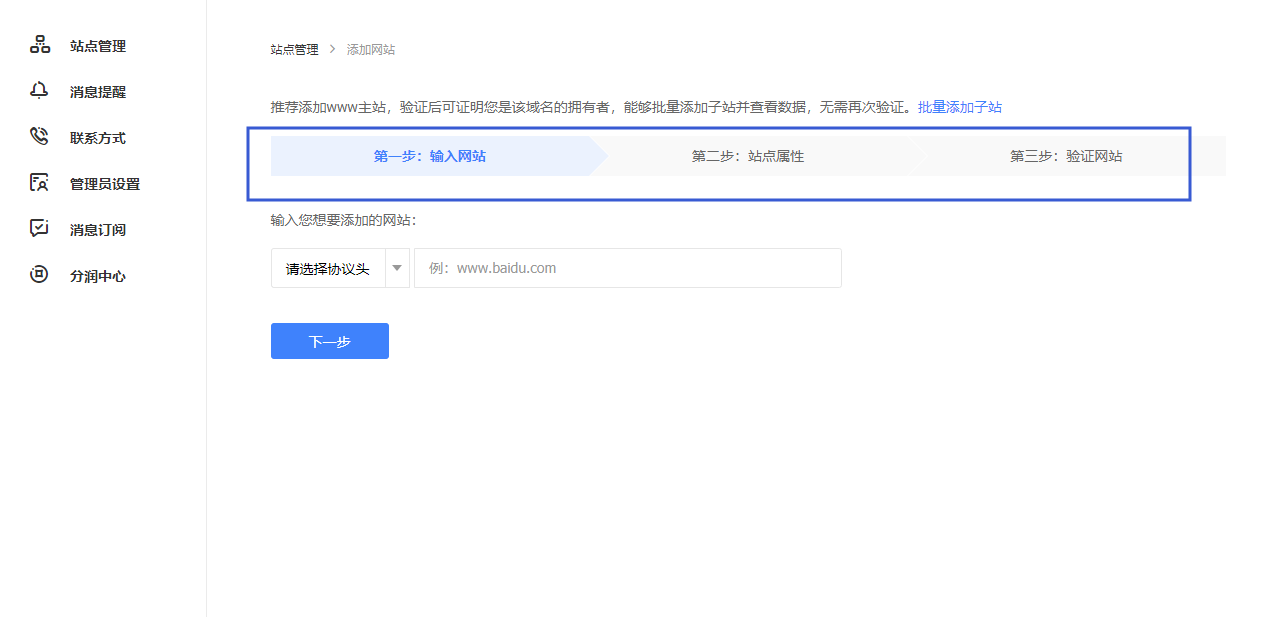 站点管理
消息提醒
联系方式
管理员设置
消息订阅
分润中心
站点管理 > 添加网站
推荐添加www主站，验证后可证明您是该域名的拥有者，能够批量添加子站并查看数据，无需再次验证。批量添加子站
第一步：输入网站 第二步：站点属性 第三步：验证网站
输入您想要添加的网站：
请选择协议头 例：www.baidu.com
下一步